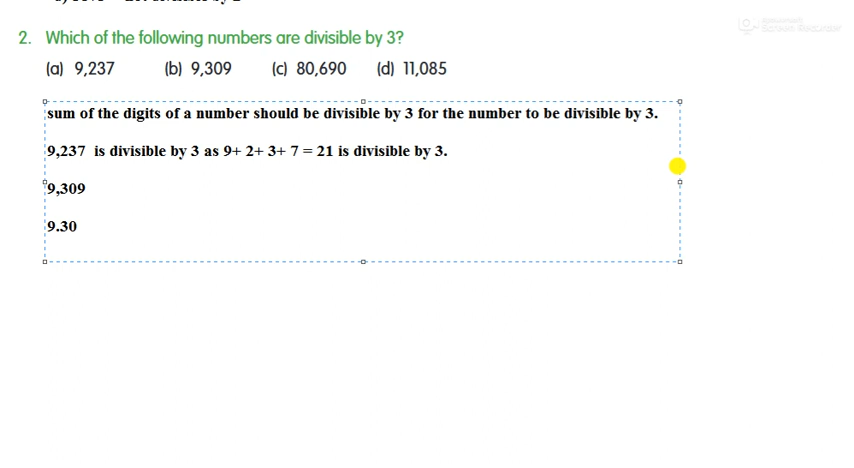 2. Which of the following numbers are divisible by 3?
(a) 9,237 (b) 9,309 (c) 80,690 (d) 11,085
sum of the digits of a number should be divisible by 3 for the number to be divisible by 3.
9,237 is divisible by 3 as 9+ 2+ 3+ 7 = 21 is divisible by 3.
9,309
9.30
Screen Recorder